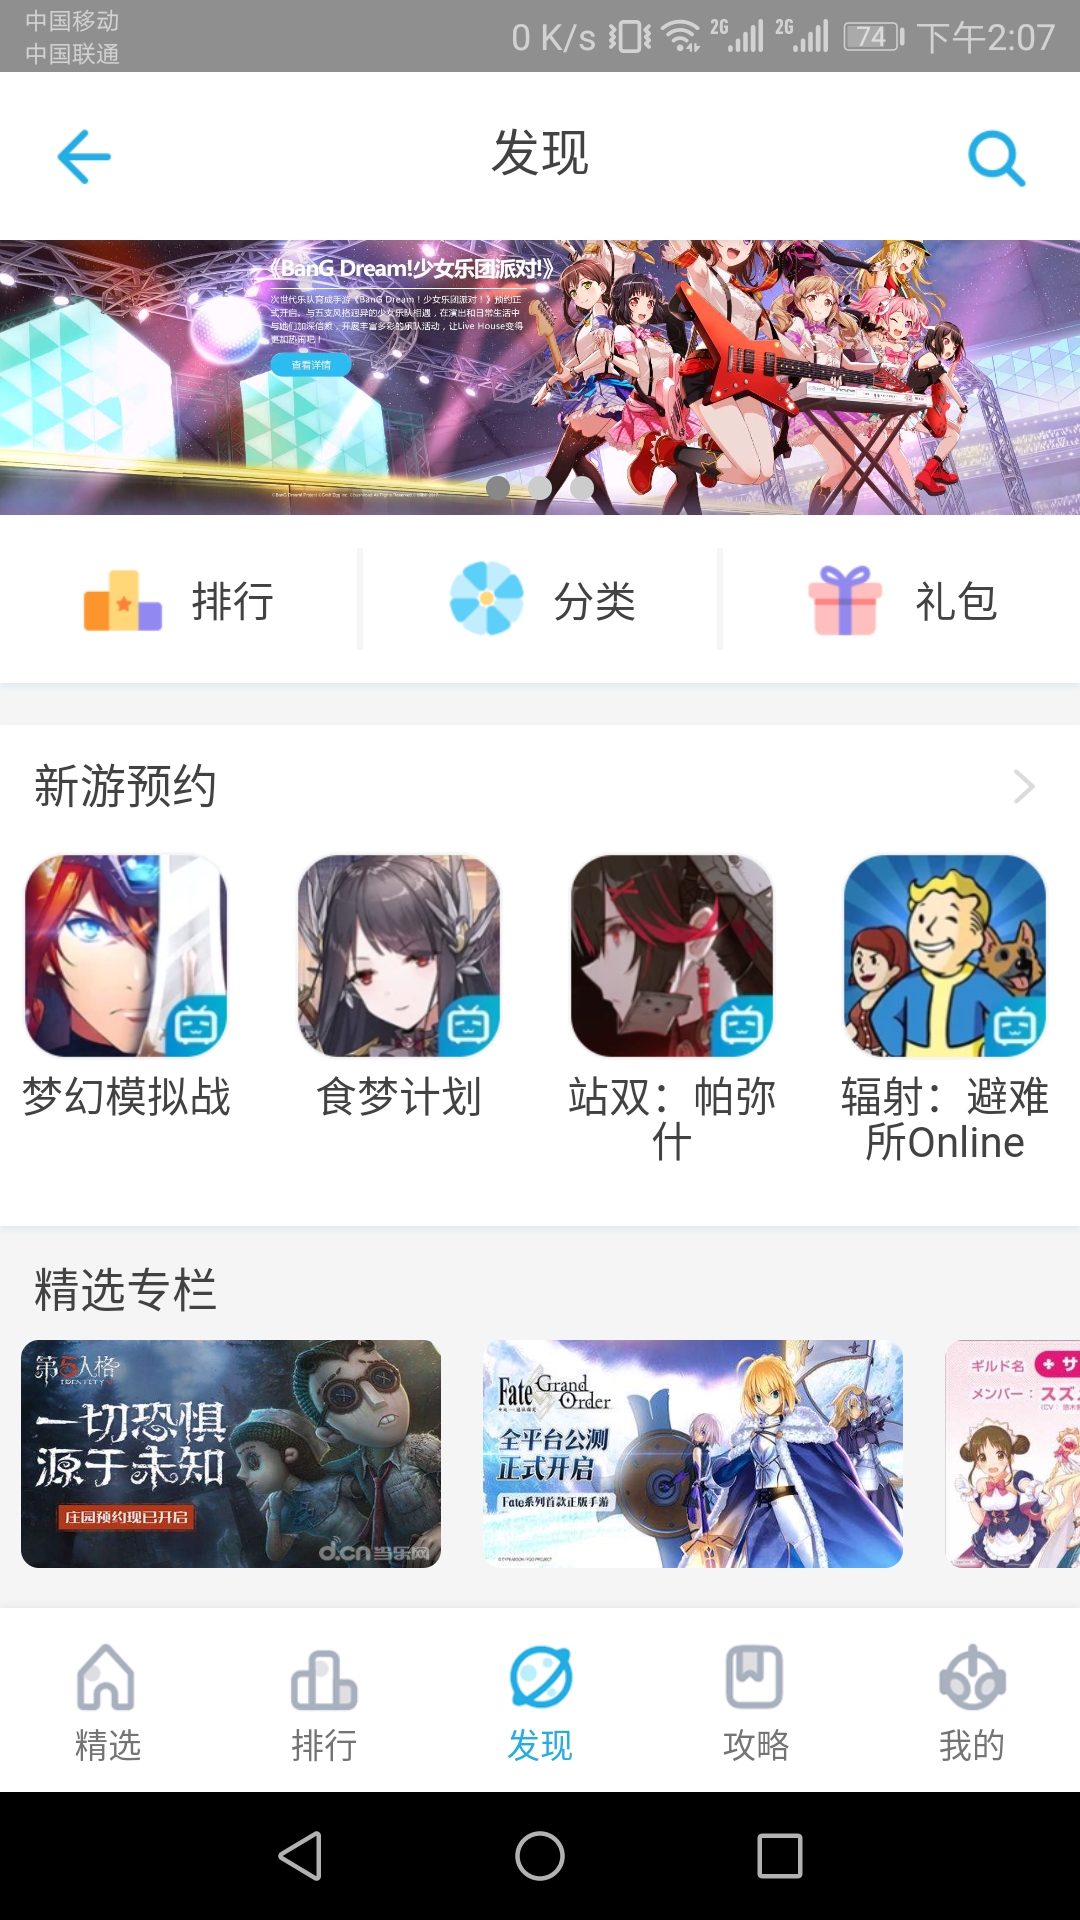 中国移动
中国联通
0 K/s 2G 2G 74 下午2:07
发现
《BanG Dream!少女乐团派对!》
次世代乐队育成手游《BanG Dream！少女乐团派对！》预约正
式开启。与五支风格迥异的少女乐队相遇，在演出和日常生活中
与她们加深信赖，开展丰富多彩的乐队活动，让Live House变得
更加热闹吧！
查看详情
排行
分类
礼包
新游预约
梦幻模拟战
食梦计划
站双：帕弥
什
辐射：避难
所Online
精选专栏
第5人格
IDENTITY V
一切恐惧
源于未知
庄园预约现已开启
d.cn当乐网
Fate Grand Order
全平台公测
正式开启
Fate系列首款正版手游
ギルド名
メンバー：スズ
精选
排行
发现
攻略
我的